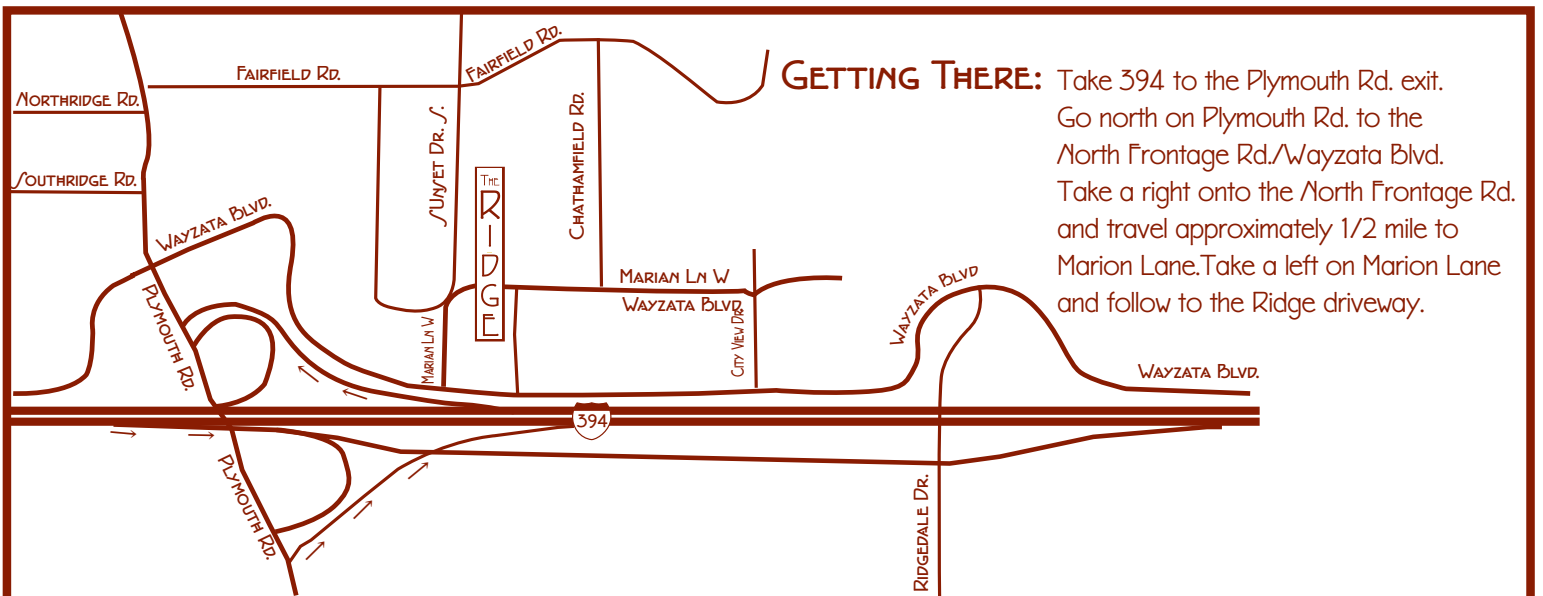 Fairfield Rd.
Fairfield Rd.
Northridge Rd.
Southridge Rd.
Sunset Dr. S.
Chathamfield Rd.
The
RIDGE
Wayzata Blvd.
Plymouth Rd.
Marian Ln W
Marian Ln W
Wayzata Blvd.
City View Dr.
Wayzata Blvd
Wayzata Blvd.
394
Plymouth Rd.
Ridgedale Dr.
Getting There: Take 394 to the Plymouth Rd. exit.
Go north on Plymouth Rd. to the
North Frontage Rd./Wayzata Blvd.
Take a right onto the North Frontage Rd.
and travel approximately 1/2 mile to
Marion Lane.Take a left on Marion Lane
and follow to the Ridge driveway.